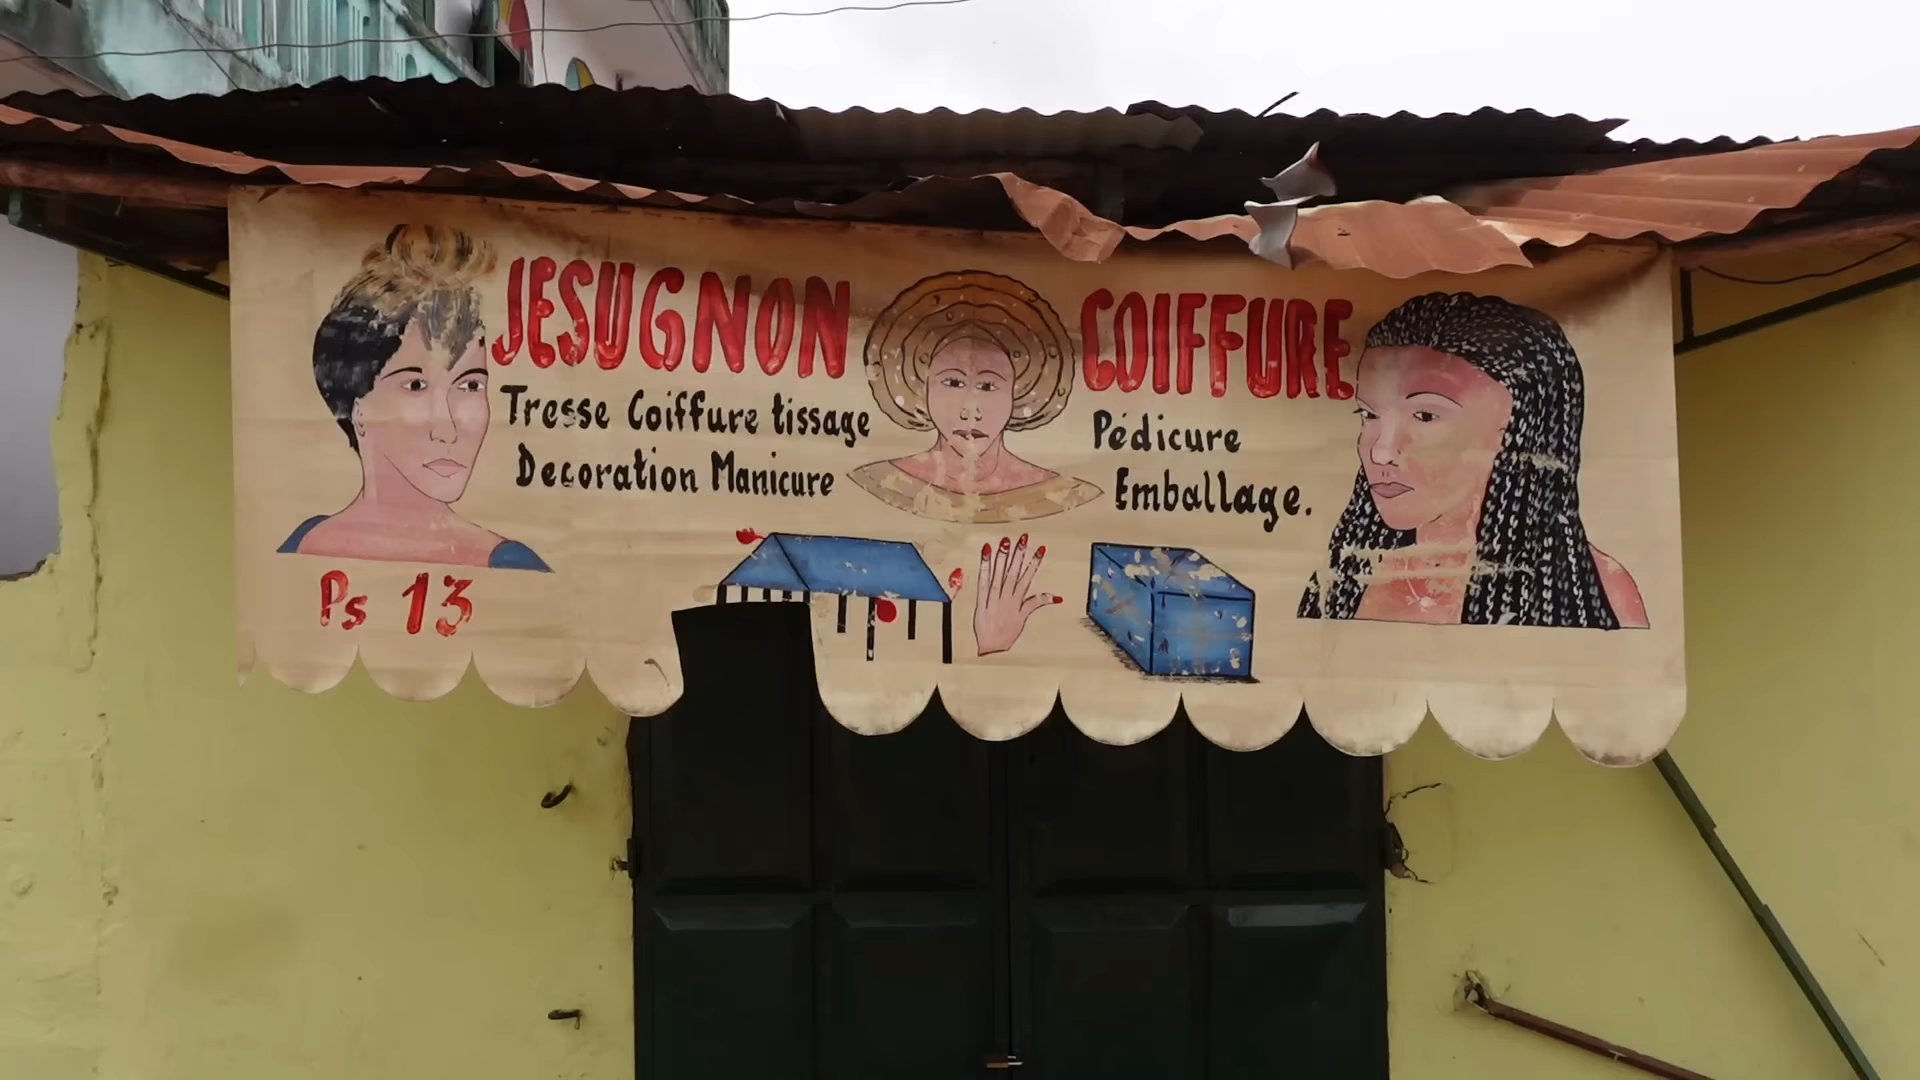 JESUGNON COIFFURE
Tresse Coiffure tissage
Decoration Manicure
Pédicure
Emballage.
Ps 13